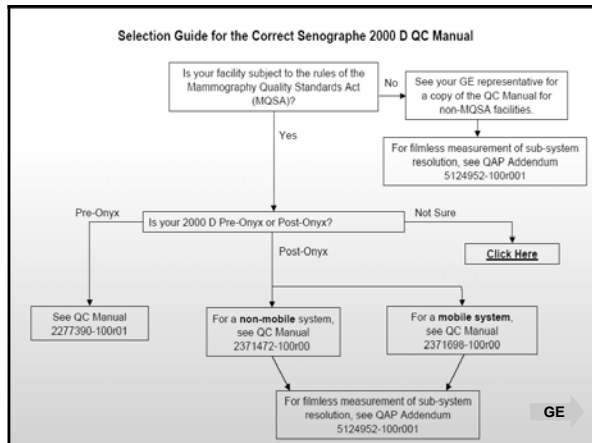 Selection Guide for the Correct Senographe 2000 D QC Manual
Is your facility subject to the rules of the
Mammography Quality Standards Act
(MQSA)?
No
See your GE representative for
a copy of the QC Manual for
non-MQSA facilities.
Yes
For filmless measurement of sub-system
resolution, see QAP Addendum
5124952-100r001
Pre-Onyx
Is your 2000 D Pre-Onyx or Post-Onyx?
Not Sure
Post-Onyx
Click Here
See QC Manual
2277390-100r01
For a non-mobile system,
see QC Manual
2371472-100r00
For a mobile system,
see QC Manual
2371698-100r00
For filmless measurement of sub-system
resolution, see QAP Addendum
5124952-100r001
GE